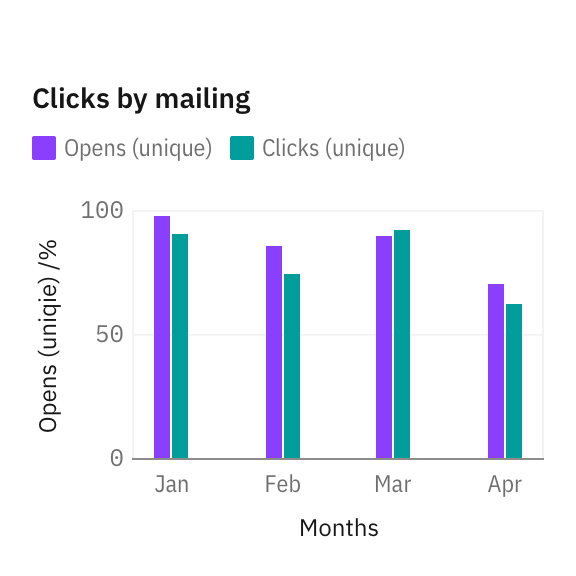 Clicks by mailing
Opens (unique) Clicks (unique)
Opens (uniqie) /%
100
50
0
Jan Feb Mar Apr
Months